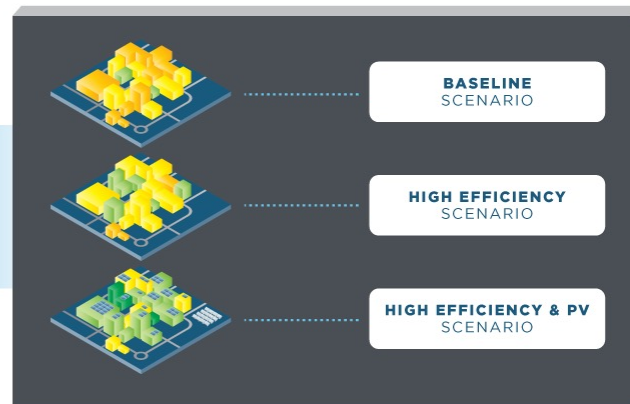 BASELINE
SCENARIO
HIGH EFFICIENCY
SCENARIO
HIGH EFFICIENCY & PV
SCENARIO